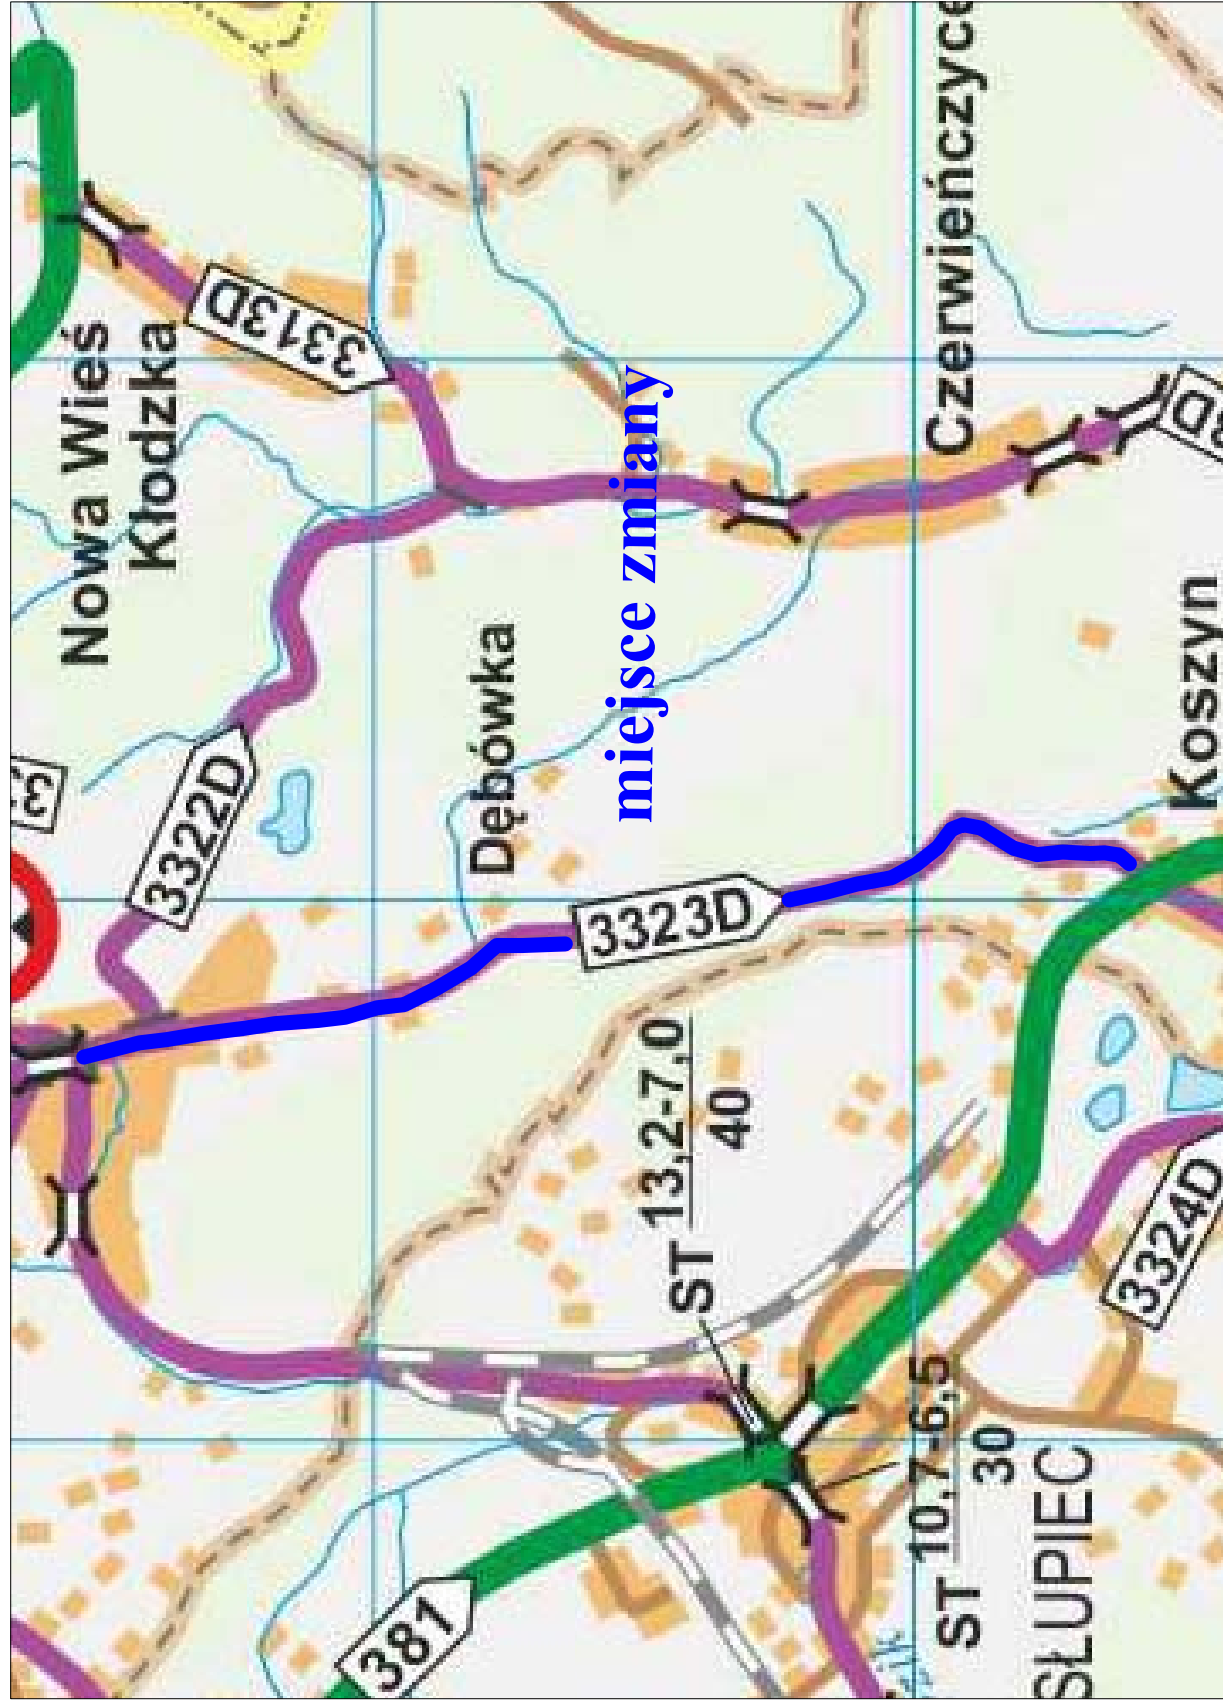 Nowa Wieś
Kłodzka
3313D
Czerwieńczyce
miejsce zmiany
Dębówka
3322D
3323D
Koszyn
ST 13,2-7,0
40
3324D
ST 10,7-6,5
30
SŁUPIEC
381